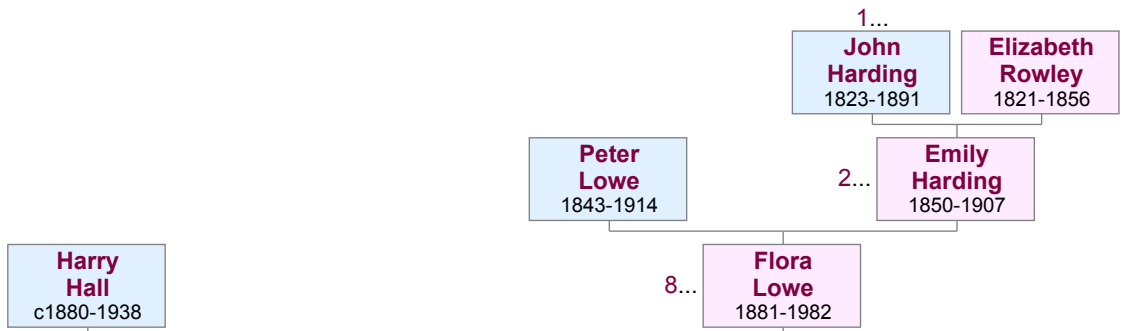 1...
John
Harding
1823-1891
Elizabeth
Rowley
1821-1856
Peter
Lowe
1843-1914
2...
Emily
Harding
1850-1907
Harry
Hall
c1880-1938
8...
Flora
Lowe
1881-1982